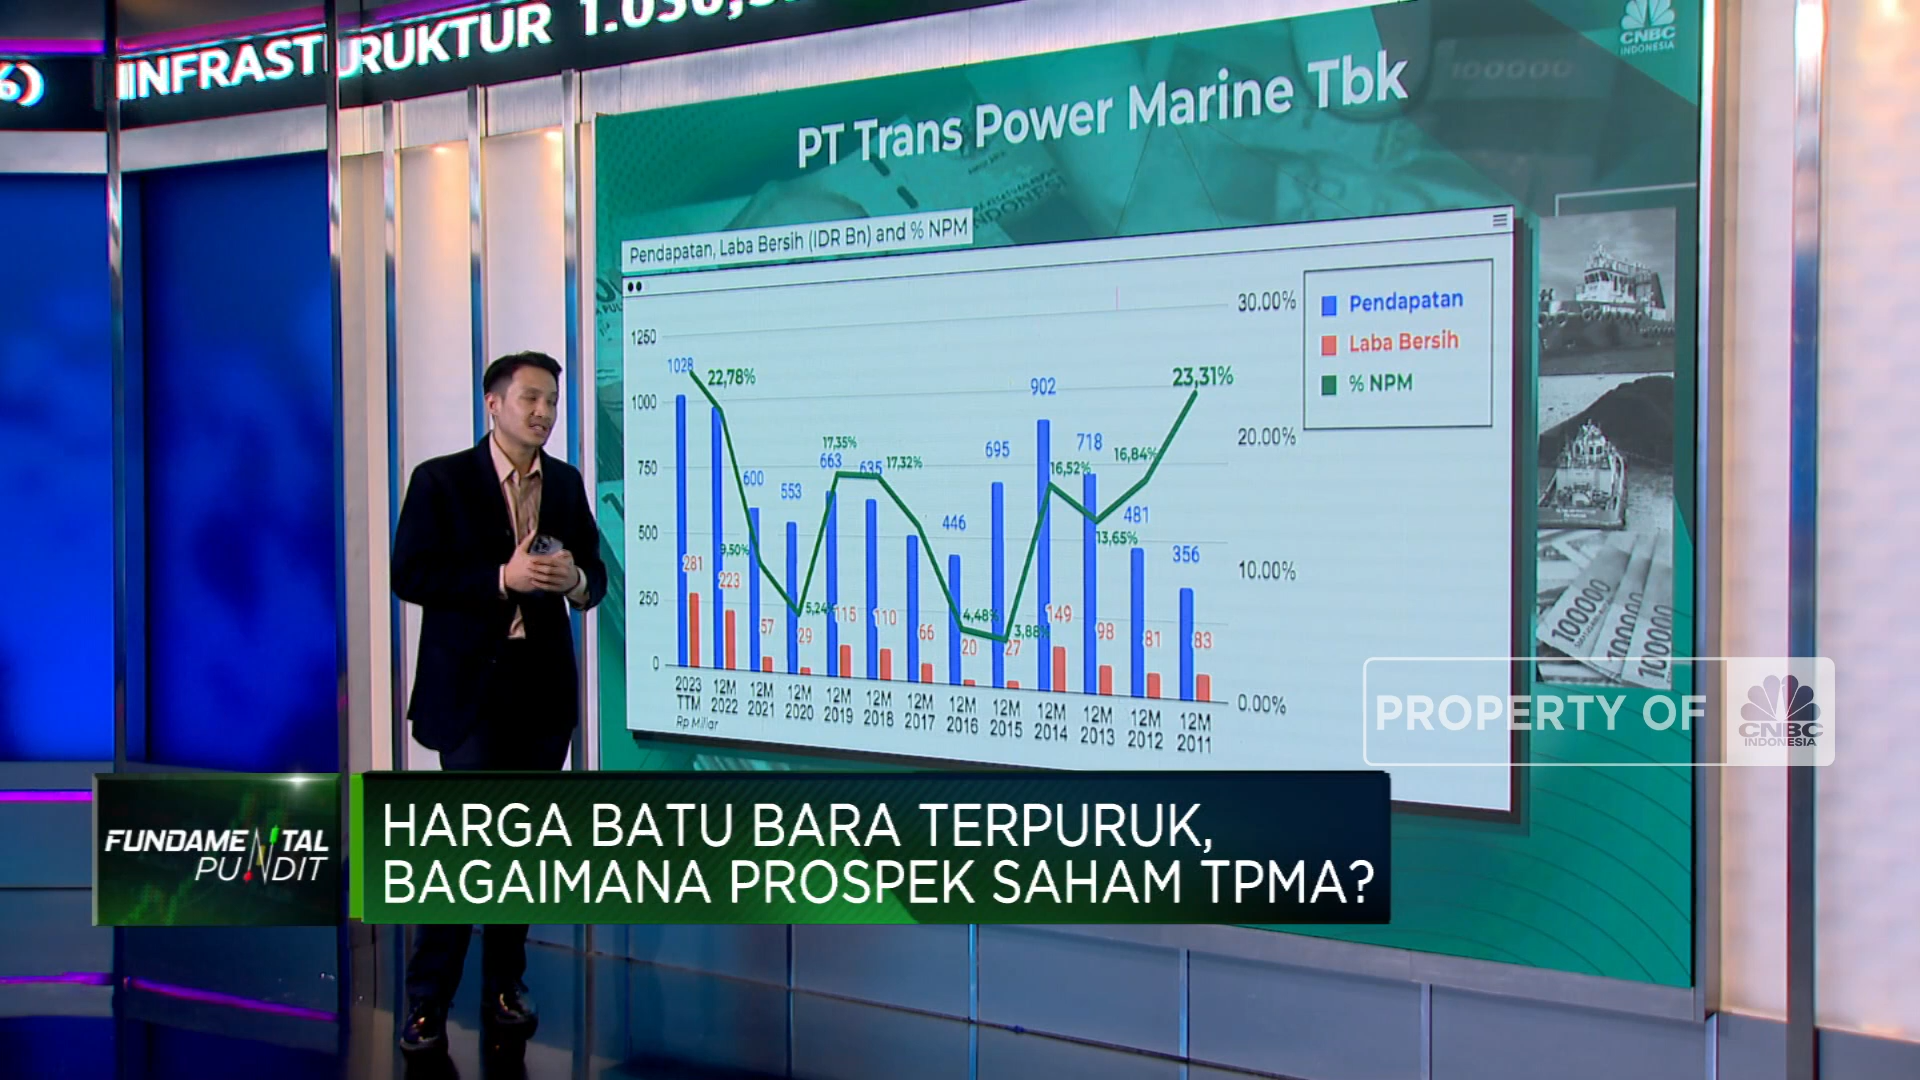 %)
INFRASTRUKTUR
CNBC
INDONESIA
100000
PT Trans Power Marine Tbk
Pendapatan, Laba Bersih (IDR Bn) and % NPM
Pendapatan
Laba Bersih
% NPM
30.00%
20.00%
10.00%
0.00%
1250
1000
750
500
250
0
1028
22,78%
600
553
17,35%
663
635
17,32%
446
695
902
718
16,52%
16,84%
481
13,65%
356
23,31%
281
223
9,50%
57
29
115
110
66
4,48%
20
3,88%
27
149
98
81
83
2023 TTM
12M 2022
12M 2021
12M 2020
12M 2019
12M 2018
12M 2017
12M 2016
12M 2015
12M 2014
12M 2013
12M 2012
12M 2011
Rp Miliar
100000
100000
100000
PROPERTY OF
CNBC
INDONESIA
FUNDAMENTAL
PUNDIT
HARGA BATU BARA TERPURUK,
BAGAIMANA PROSPEK SAHAM TPMA?